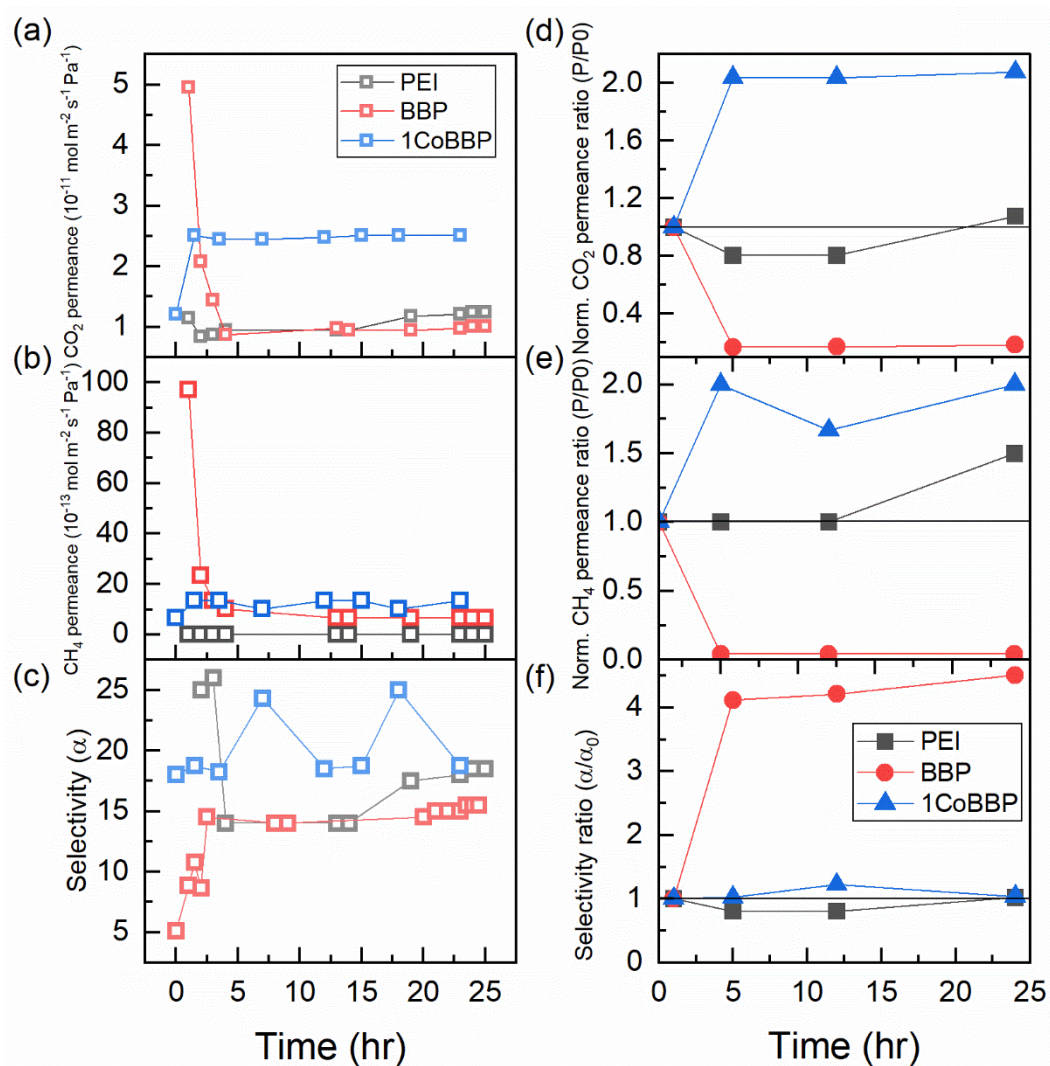 (a)
CO₂ permeance (10⁻¹¹ mol m⁻² s⁻¹ Pa⁻¹)
5
4
3
2
1
PEI
BBP
1CoBBP
(b)
CH₄ permeance (10⁻¹³ mol m⁻² s⁻¹ Pa⁻¹)
100
80
60
40
20
0
(c)
Selectivity (α)
25
20
15
10
5
0 5 10 15 20 25
Time (hr)
(d)
Norm. CO₂ permeance ratio (P/P0)
2.0
1.6
1.2
0.8
0.4
(e)
Norm. CH₄ permeance ratio (P/P0)
2.0
1.5
1.0
0.5
0.0
(f)
Selectivity ratio (α/α₀)
4
2
1
0
PEI
BBP
1CoBBP
0 5 10 15 20 25
Time (hr)